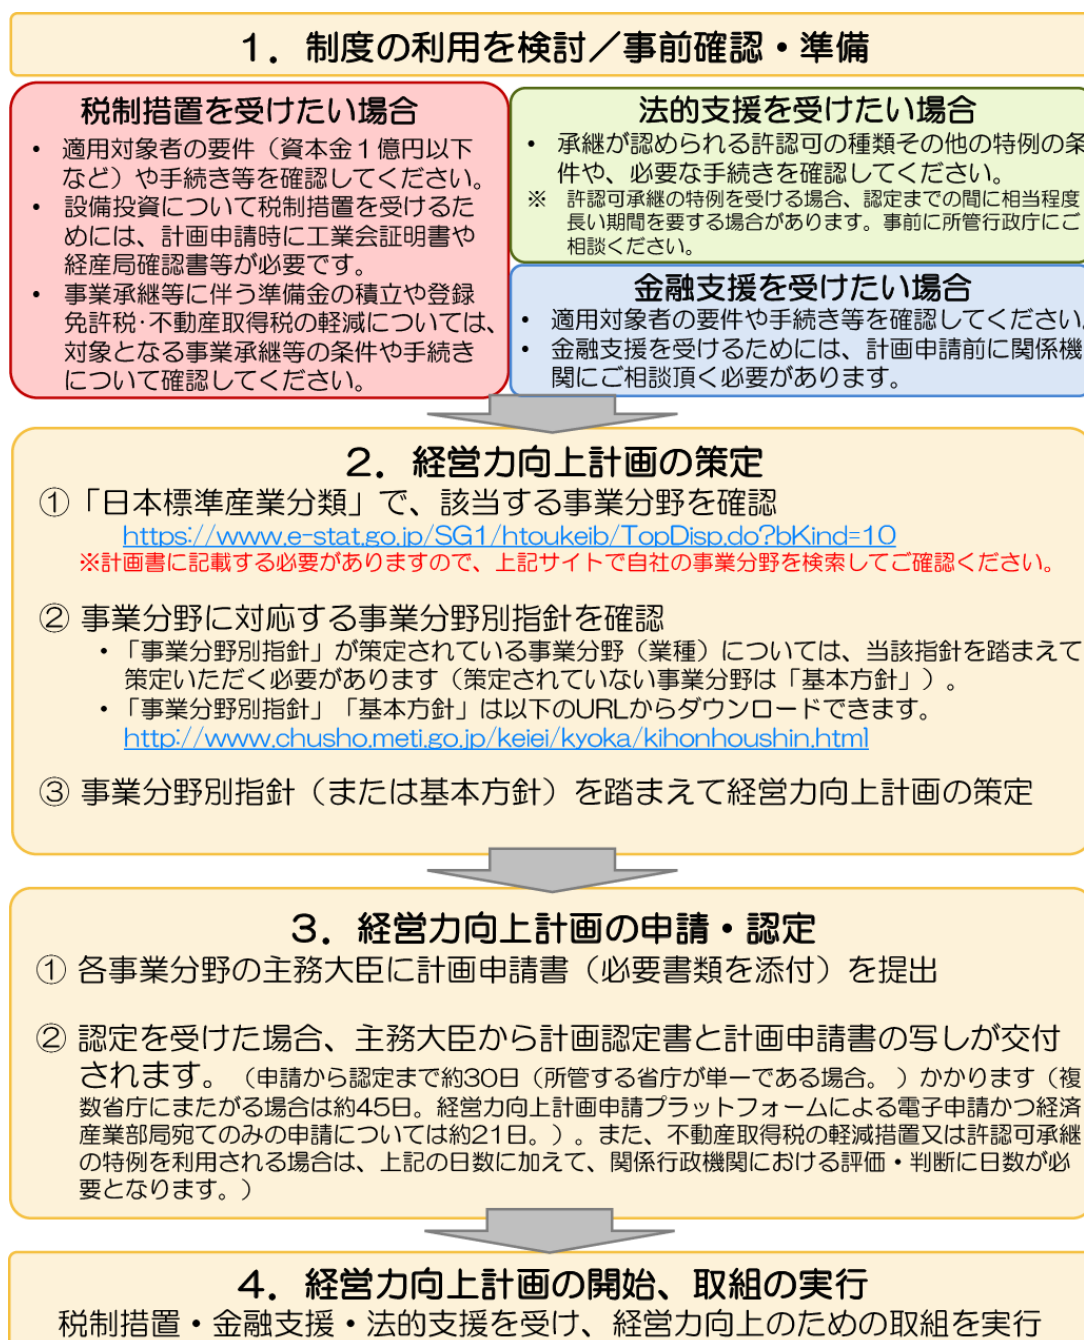 1．制度の利用を検討／事前確認・準備
税制措置を受けたい場合
• 適用対象者の要件（資本金１億円以下
など）や手続き等を確認してください。
• 設備投資について税制措置を受けるた
めには、計画申請時に工業会証明書や
経産局確認書等が必要です。
• 事業承継等に伴う準備金の積立や登録
免許税･不動産取得税の軽減については、
対象となる事業承継等の条件や手続き
について確認してください。
法的支援を受けたい場合
• 承継が認められる許認可の種類その他の特例の条
件や、必要な手続きを確認してください。
※ 許認可承継の特例を受ける場合、認定までの間に相当程度
長い期間を要する場合があります。事前に所管行政庁にご
相談ください。
金融支援を受けたい場合
• 適用対象者の要件や手続き等を確認してください。
• 金融支援を受けるためには、計画申請前に関係機
関にご相談頂く必要があります。
2．経営力向上計画の策定
①「日本標準産業分類」で、該当する事業分野を確認
https://www.e-stat.go.jp/SG1/htoukeib/TopDisp.do?bKind=10
※計画書に記載する必要がありますので、上記サイトで自社の事業分野を検索してご確認ください。
② 事業分野に対応する事業分野別指針を確認
• 「事業分野別指針」が策定されている事業分野（業種）については、当該指針を踏まえて
策定いただく必要があります（策定されていない事業分野は「基本方針」）。
• 「事業分野別指針」「基本方針」は以下のURLからダウンロードできます。
http://www.chusho.meti.go.jp/keiei/kyoka/kihonhoushin.html
③ 事業分野別指針（または基本方針）を踏まえて経営力向上計画の策定
3．経営力向上計画の申請・認定
① 各事業分野の主務大臣に計画申請書（必要書類を添付）を提出
② 認定を受けた場合、主務大臣から計画認定書と計画申請書の写しが交付
されます。（申請から認定まで約30日（所管する省庁が単一である場合。）かかります（複
数省庁にまたがる場合は約45日。経営力向上計画申請プラットフォームによる電子申請かつ経済
産業部局宛てのみの申請については約21日。）。また、不動産取得税の軽減措置又は許認可承継
の特例を利用される場合は、上記の日数に加えて、関係行政機関における評価・判断に日数が必
要となります。）
4．経営力向上計画の開始、取組の実行
税制措置・金融支援・法的支援を受け、経営力向上のための取組を実行